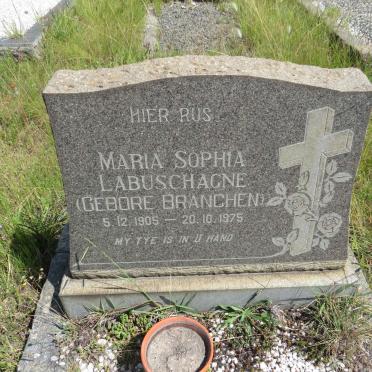 HIER RUS
MARIA SOPHIA
LABUSCHAGNE
(GEBORE BRANCHEN)
5.12.1905 — 20.10.1975
MY TYE IS IN U HAND